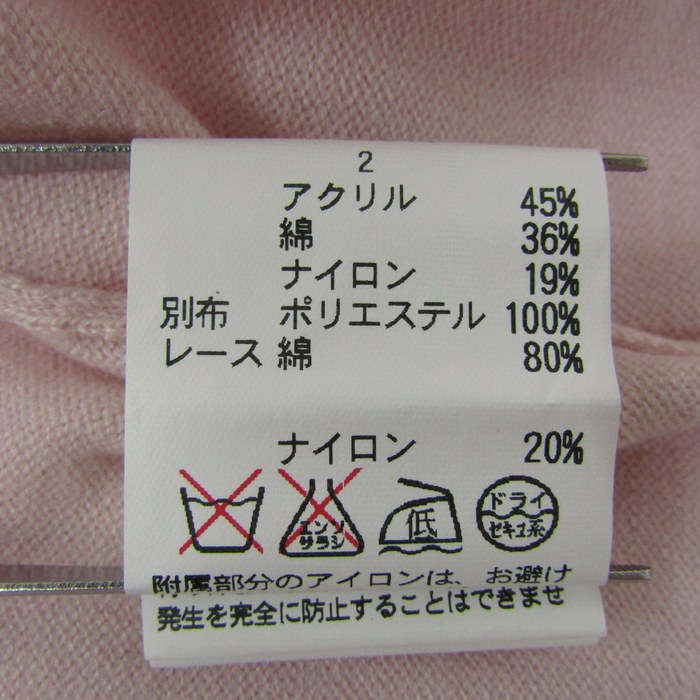 2
アクリル 45%
綿 36%
ナイロン 19%
別布 ポリエステル 100%
レース 綿 80%
ナイロン 20%
エンソ
サラシ
低
ドライ
セキユ系
附属部分のアイロンは、お避け
発生を完全に防止することはできませ